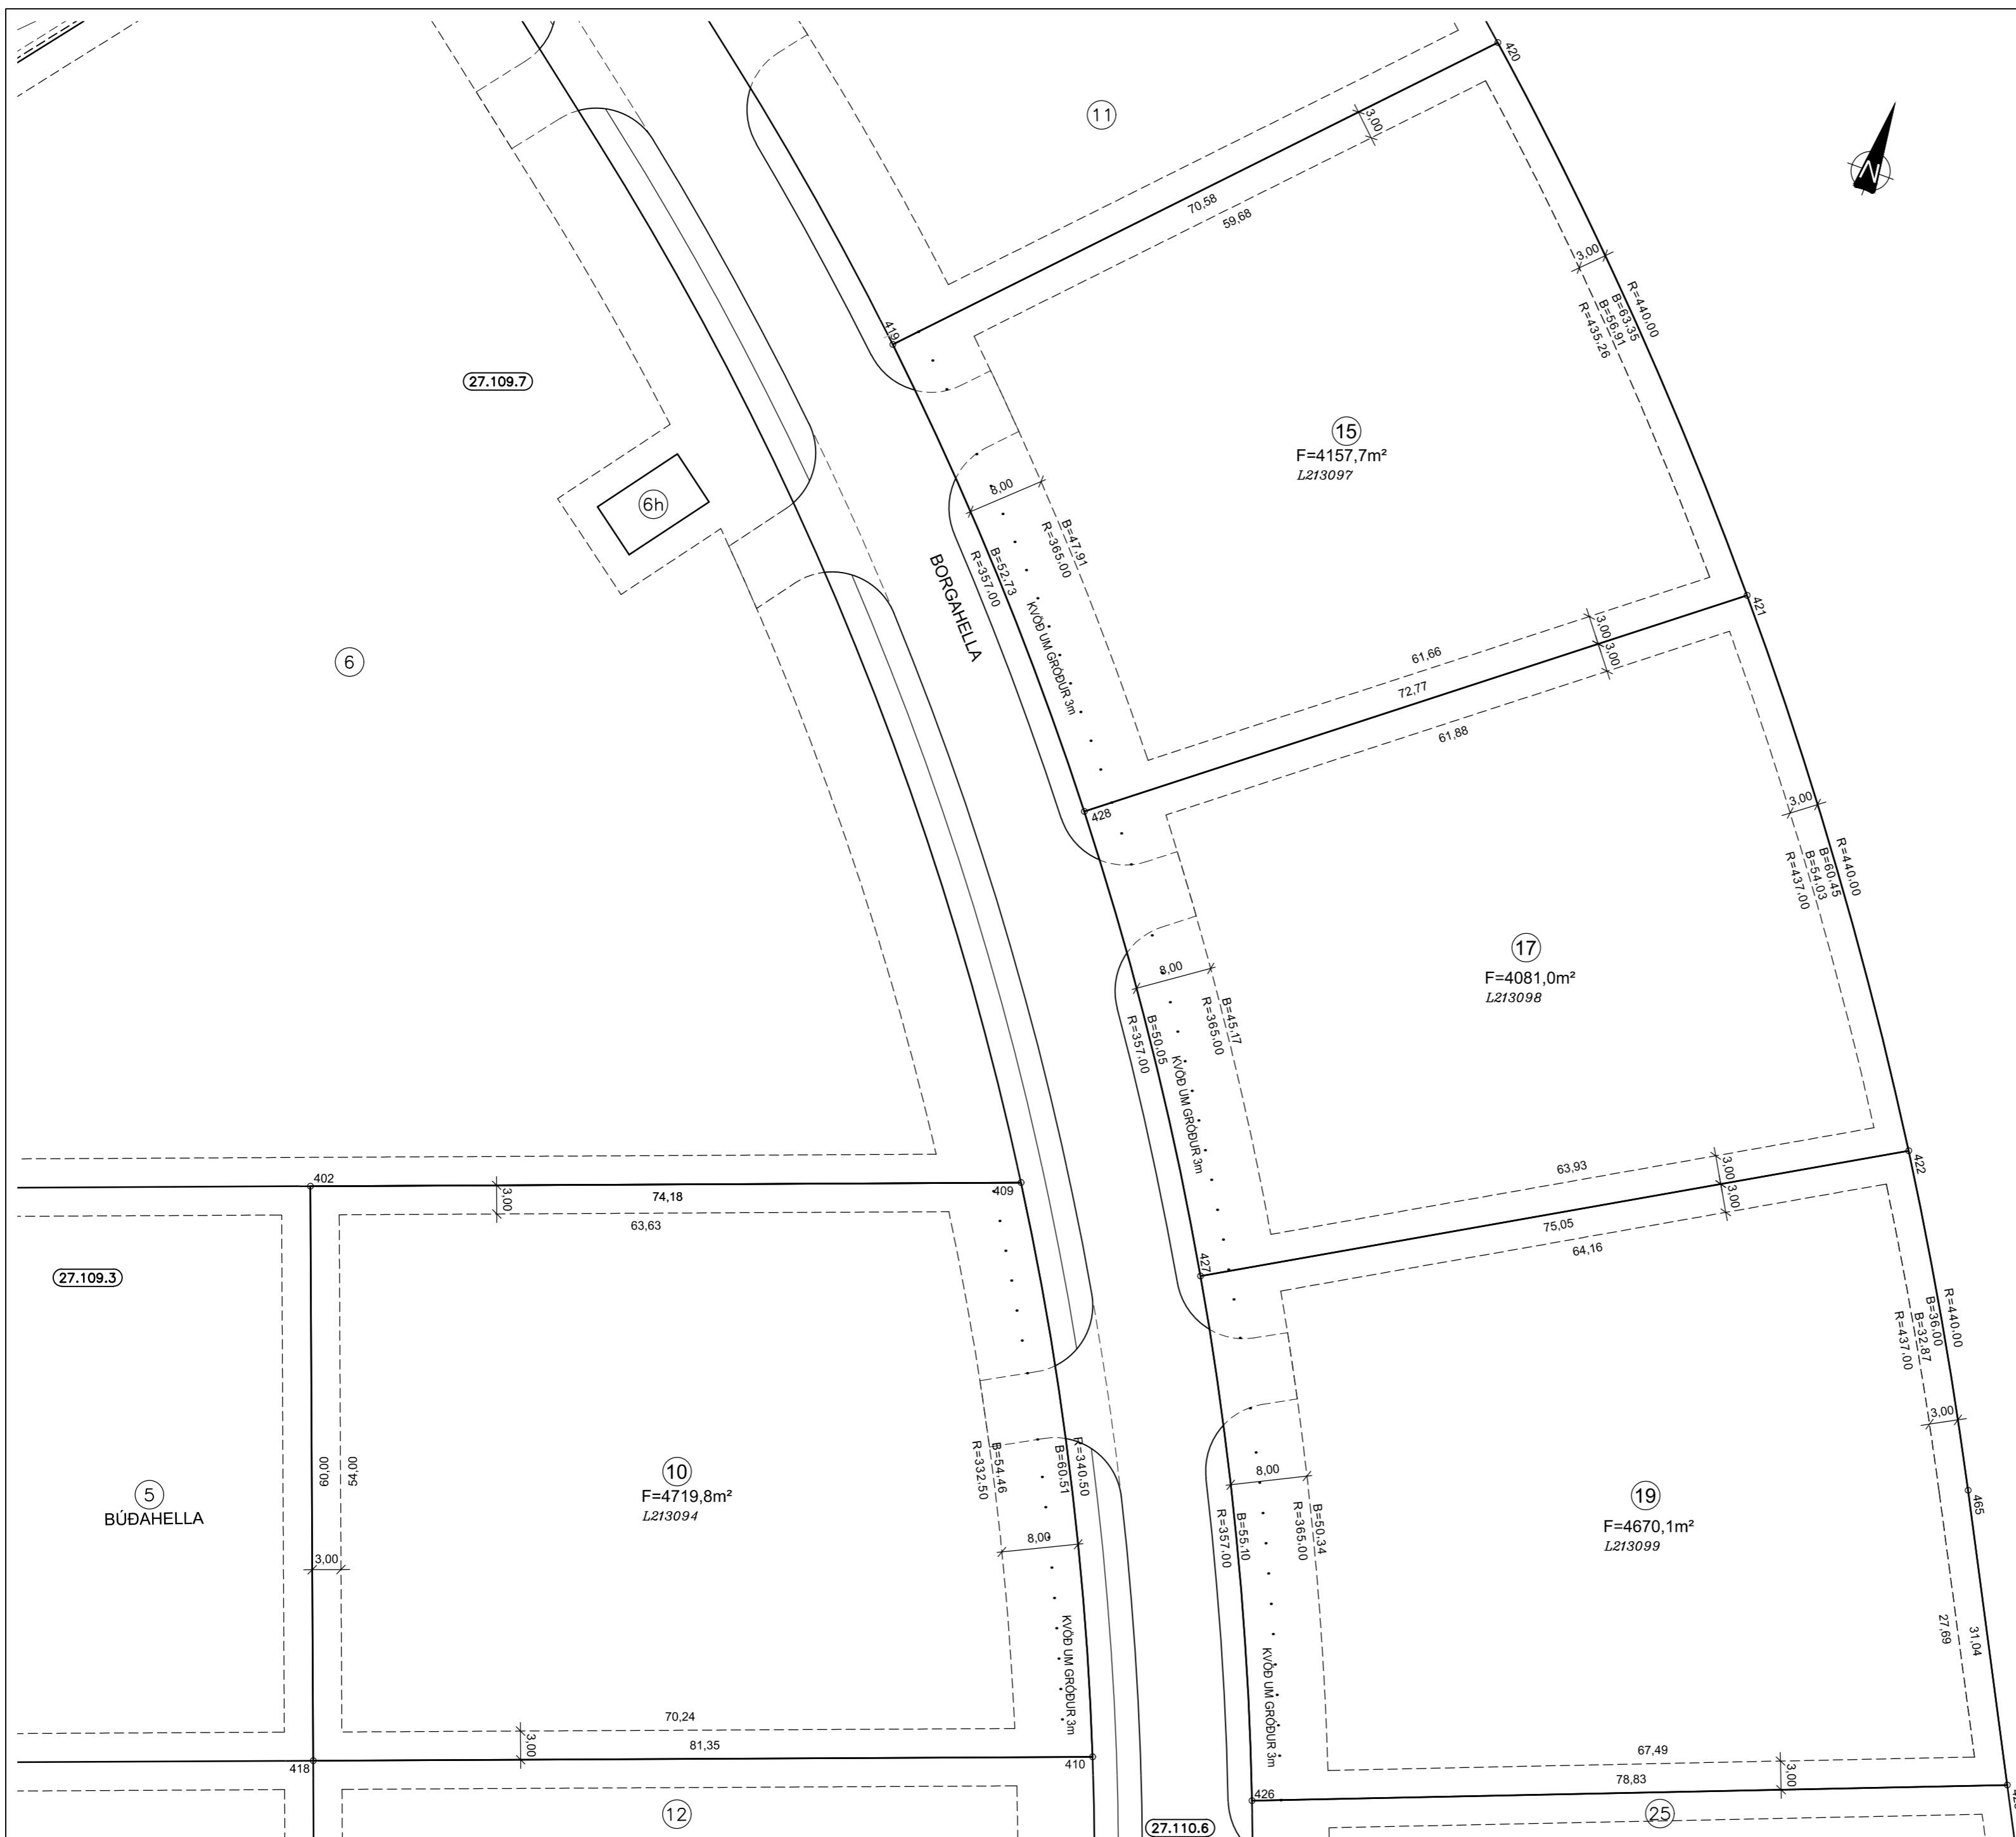 420
11
3,00
N
70,58
59,68
3,00
R=440,00
B=63,35
B=56,91
R=435,26
419
27.109.7
15
F=4157,7m²
L213097
6h
8,00
B=47,91
R=365,00
B=52,73
R=357,00
BORGAHELLA
KVÖÐ UM GRÓÐUR 3m
421
3,00
3,00
61,66
72,77
61,88
6
428
3,00
R=440,00
B=60,45
B=54,03
R=437,00
17
F=4081,0m²
L213098
8,00
B=45,17
R=365,00
B=50,05
R=357,00
KVÖÐ UM GRÓÐUR 3m
422
3,00
3,00
63,93
75,05
64,16
402
74,18
409
3,00
63,63
427
27.109.3
R=440,00
B=36,00
B=32,87
R=437,00
3,00
60,00
54,00
10
F=4719,8m²
L213094
R=332,50
B=54,46
B=60,51
R=340,50
8,00
5
BÚÐAHELLA
3,00
KVÖÐ UM GRÓÐUR 3m
8,00
R=357,00
B=55,10
R=365,00
B=50,34
KVÖÐ UM GRÓÐUR 3m
19
F=4670,1m²
L213099
465
27,69
31,04
70,24
3,00
81,35
418
410
67,49
3,00
78,83
426
12
27.110.6
25